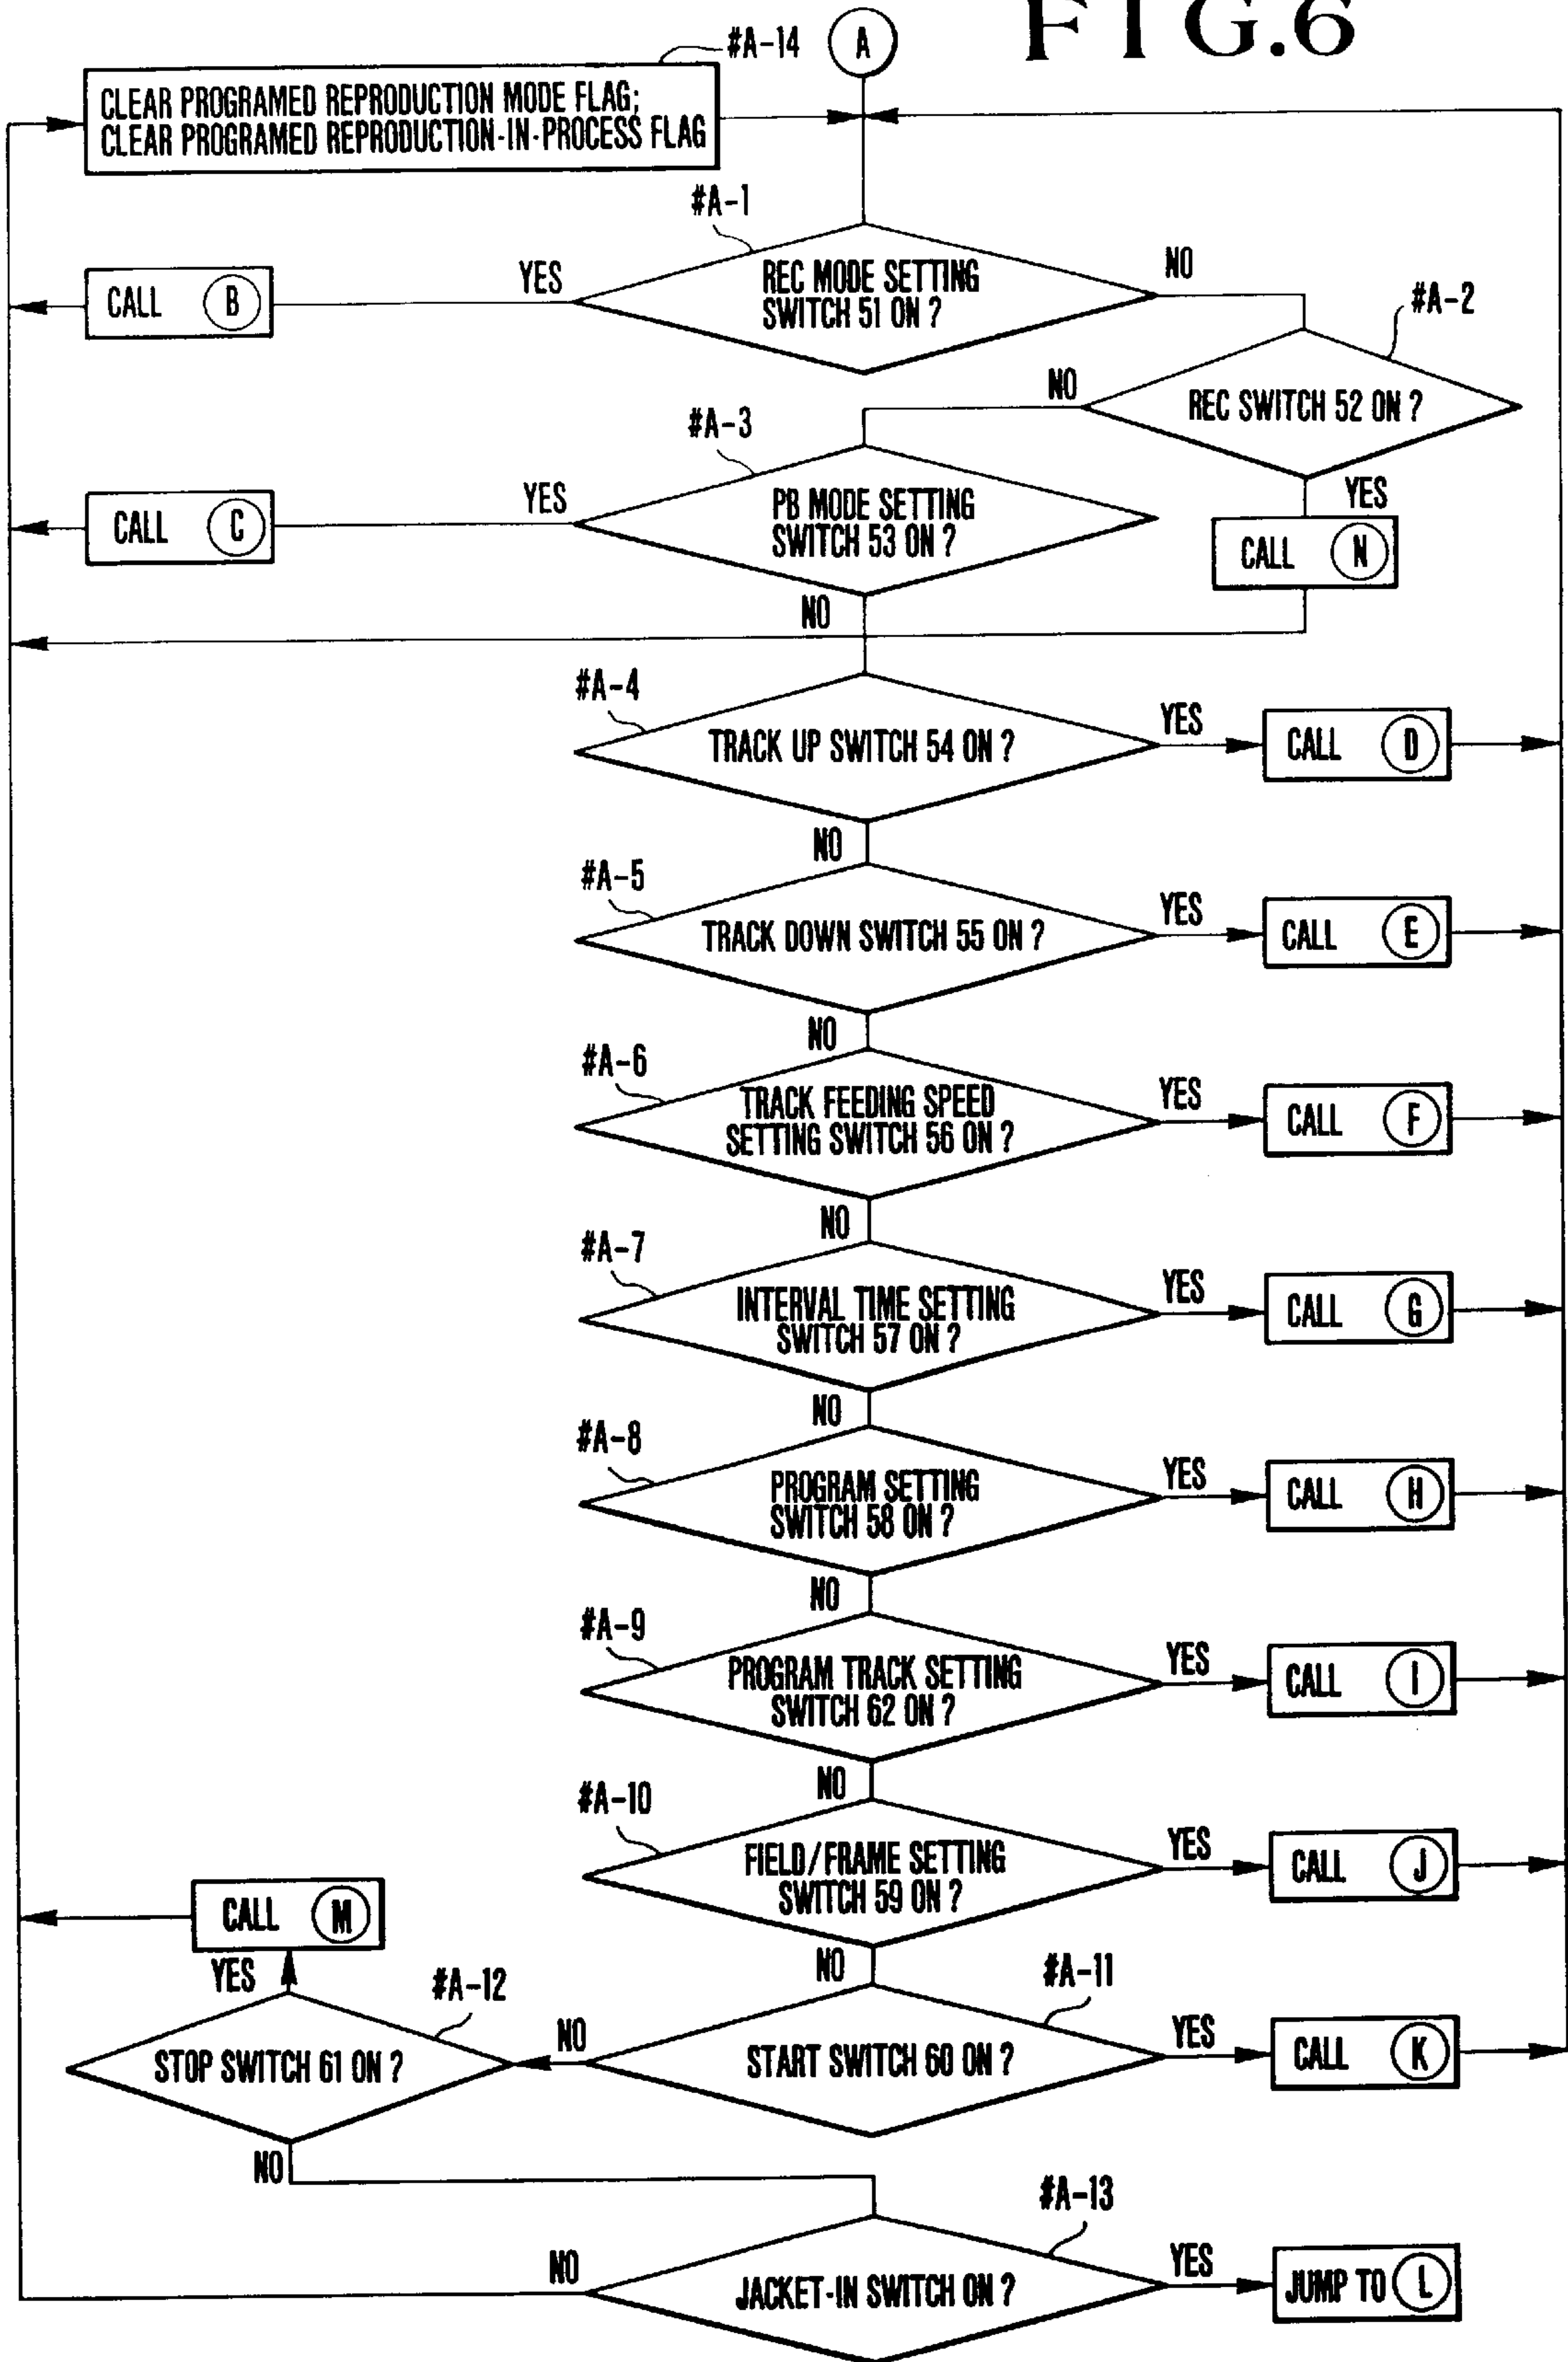 FIG.6
A
#A-14
CLEAR PROGRAMED REPRODUCTION MODE FLAG;
CLEAR PROGRAMED REPRODUCTION-IN-PROCESS FLAG
#A-1
REC MODE SETTING
SWITCH 51 ON ?
YES
NO
CALL B
#A-2
REC SWITCH 52 ON ?
NO
YES
CALL N
#A-3
PB MODE SETTING
SWITCH 53 ON ?
YES
NO
CALL C
#A-4
TRACK UP SWITCH 54 ON ?
YES
CALL D
NO
#A-5
TRACK DOWN SWITCH 55 ON ?
YES
CALL E
NO
#A-6
TRACK FEEDING SPEED
SETTING SWITCH 56 ON ?
YES
CALL F
NO
#A-7
INTERVAL TIME SETTING
SWITCH 57 ON ?
YES
CALL G
NO
#A-8
PROGRAM SETTING
SWITCH 58 ON ?
YES
CALL H
NO
#A-9
PROGRAM TRACK SETTING
SWITCH 62 ON ?
YES
CALL I
NO
#A-10
FIELD/FRAME SETTING
SWITCH 59 ON ?
YES
CALL J
NO
#A-11
START SWITCH 60 ON ?
YES
CALL K
NO
#A-12
STOP SWITCH 61 ON ?
YES
CALL M
NO
#A-13
JACKET-IN SWITCH ON ?
NO
YES
JUMP TO L